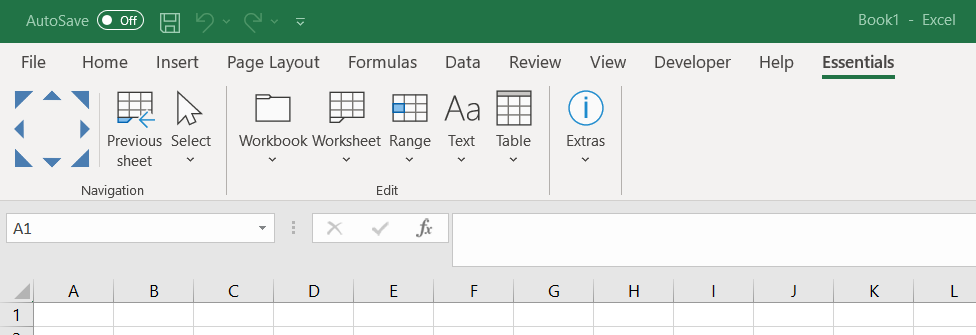 AutoSave Off Book1 - Excel
File Home Insert Page Layout Formulas Data Review View Developer Help Essentials
Previous sheet Select Workbook Worksheet Range Aa Text Table Extras
Navigation Edit
A1 fx
A B C D E F G H I J K L
1